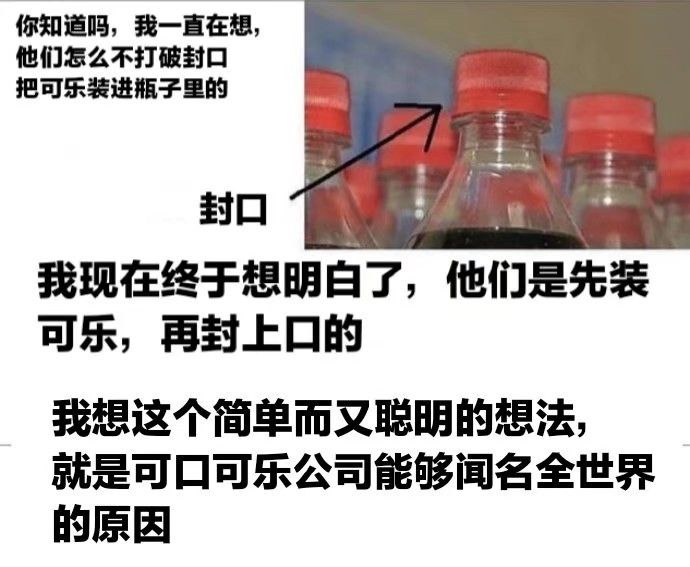 你知道吗，我一直在想，
他们怎么不打破封口
把可乐装进瓶子里的
封口
我现在终于想明白了，他们是先装
可乐，再封上口的
我想这个简单而又聪明的想法，
就是可口可乐公司能够闻名全世界
的原因